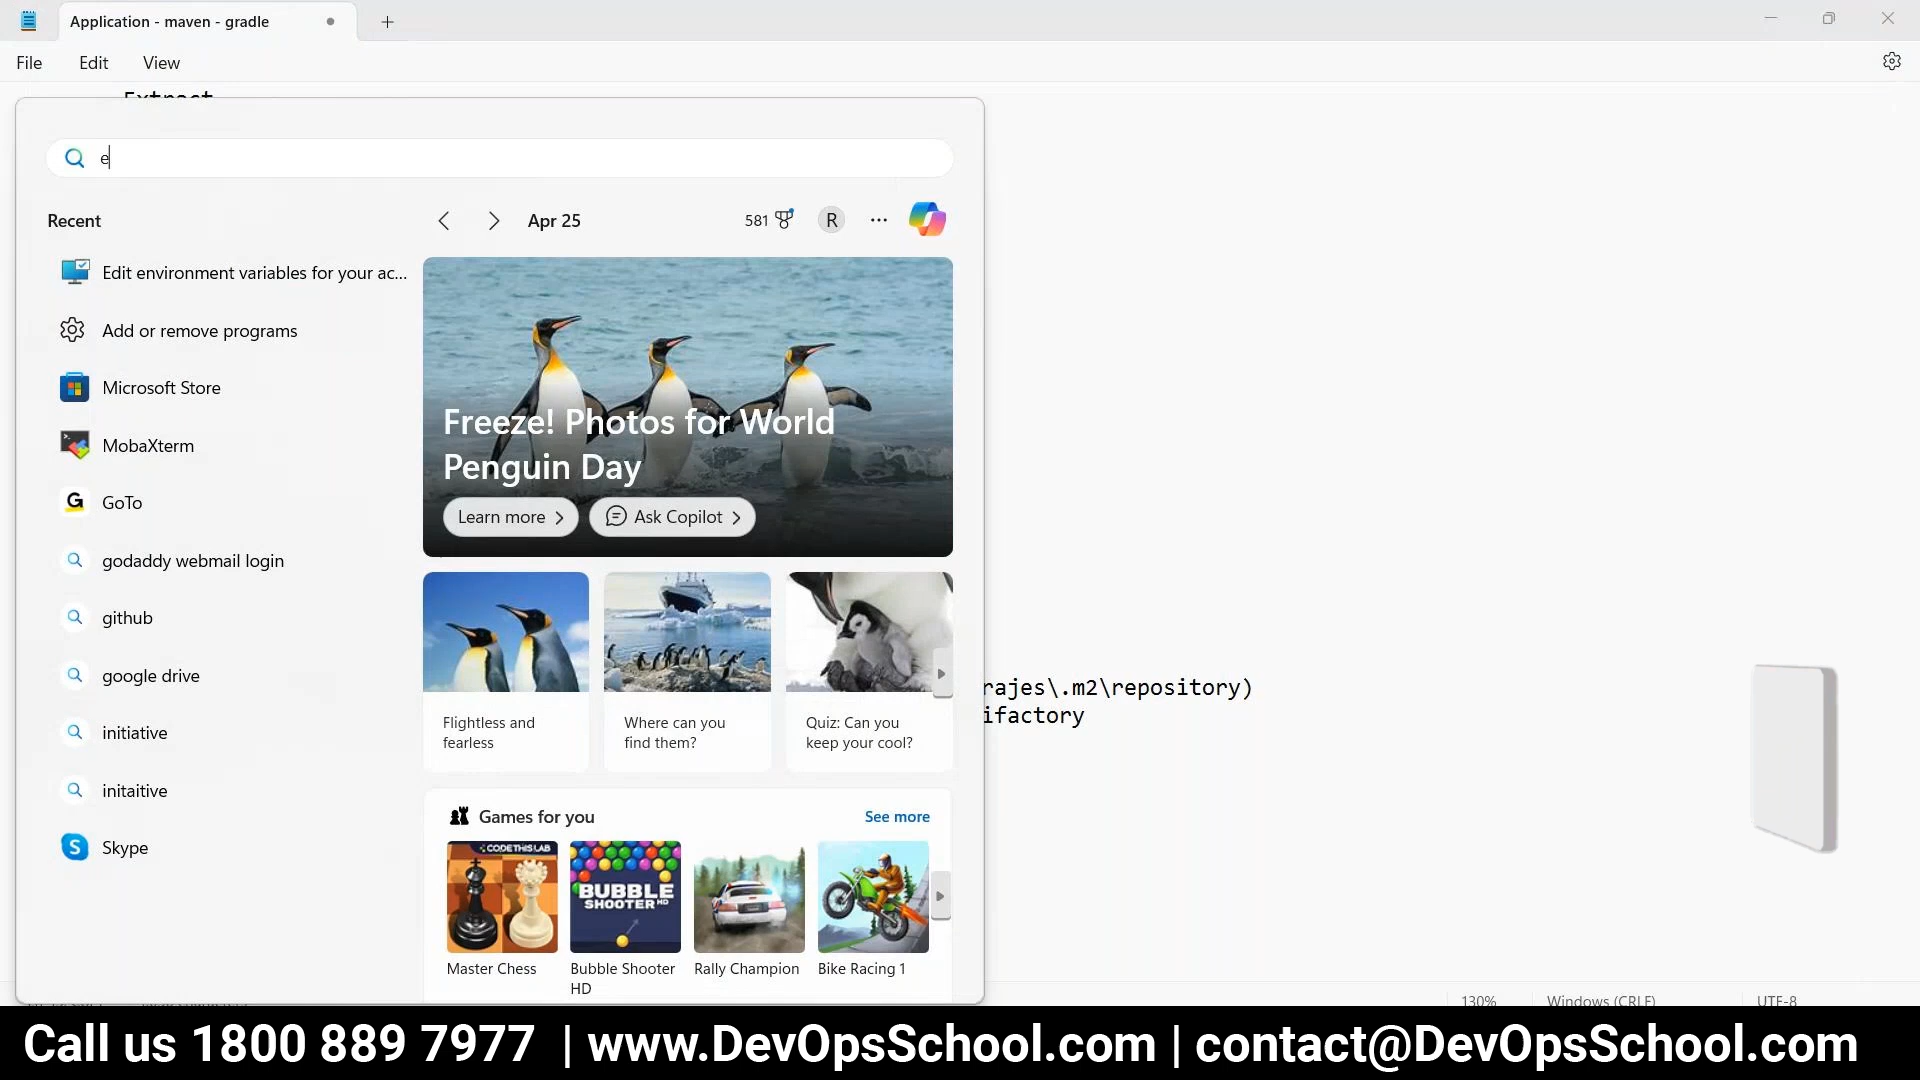 Application - maven - gradle
File Edit View
Extract
e
Recent
Apr 25
581
R
Edit environment variables for your ac...
Add or remove programs
Microsoft Store
MobaXterm
GoTo
godaddy webmail login
github
google drive
initiative
initaitive
Skype
Freeze! Photos for World
Penguin Day
Learn more
Ask Copilot
Flightless and
fearless
Where can you
find them?
Quiz: Can you
keep your cool?
Games for you
See more
CODETHISLAB
BUBBLE
SHOOTER HD
Master Chess
Bubble Shooter
HD
Rally Champion
Bike Racing 1
rajes\.m2\repository)
ifactory
130%
Windows (CRLF)
UTF-8
Call us 1800 889 7977 | www.DevOpsSchool.com | contact@DevOpsSchool.com